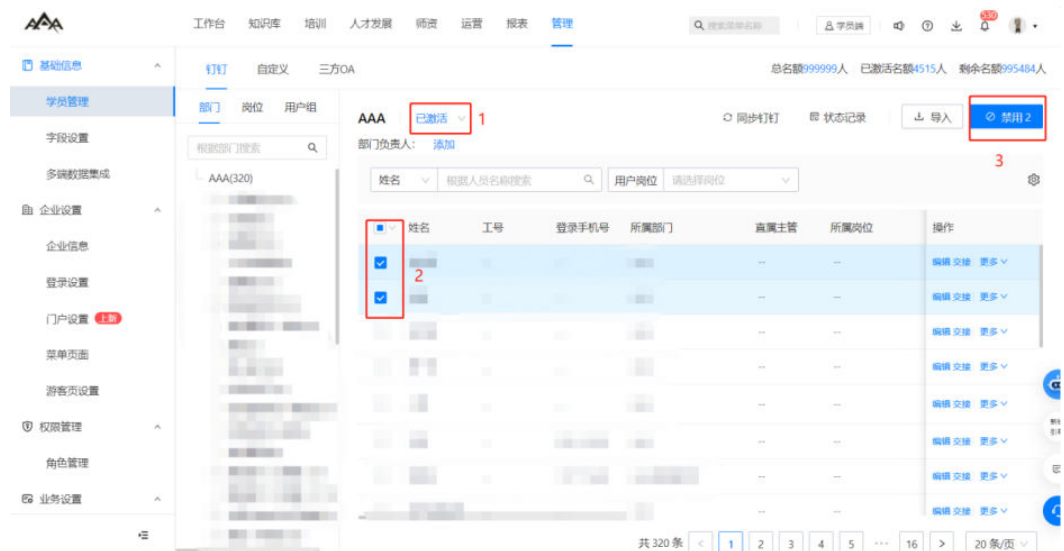 AAA
工作台 知识库 培训 人才发展 师资 运营 报表 管理
搜索菜单名称
学员端
530
基础信息
学员管理
字段设置
多端数据集成
企业设置
企业信息
登录设置
门户设置 上新
菜单页面
游客页设置
权限管理
角色管理
业务设置
钉钉 自定义 三方OA
总名额999999人 已激活名额4515人 剩余名额995484人
部门 岗位 用户组
根据部门搜索
AAA(320)
AAA 已激活 1
同步钉钉 状态记录 导入 禁用 2
3
部门负责人: 添加
姓名 根据人员名称搜索 用户岗位 请选择岗位
姓名 工号 登录手机号 所属部门 直属主管 所属岗位 操作
-- -- 编辑 交接 更多
2
-- -- 编辑 交接 更多
-- -- 编辑 交接 更多
-- -- 编辑 交接 更多
-- -- 编辑 交接 更多
-- -- 编辑 交接 更多
-- -- 编辑 交接 更多
-- -- 编辑 交接 更多
共 320 条 < 1 2 3 4 5 ··· 16 > 20 条/页